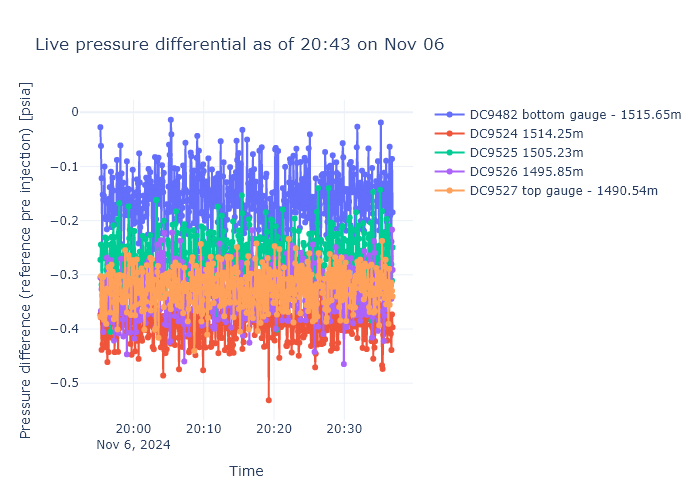 Live pressure differential as of 20:43 on Nov 06
Pressure difference (reference pre injection) [psia]
0
−0.1
−0.2
−0.3
−0.4
−0.5
20:00
20:10
20:20
20:30
Nov 6, 2024
Time
DC9482 bottom gauge - 1515.65m
DC9524 1514.25m
DC9525 1505.23m
DC9526 1495.85m
DC9527 top gauge - 1490.54m